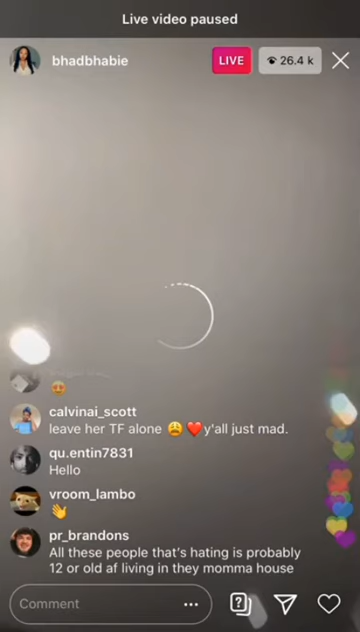 Live video paused
bhadbhabie
LIVE
26.4 k
😍
calvinai_scott
leave her TF alone 😩❤️y'all just mad.
qu.entin7831
Hello
vroom_lambo
👋
pr_brandons
All these people that's hating is probably
12 or old af living in they momma house
Comment